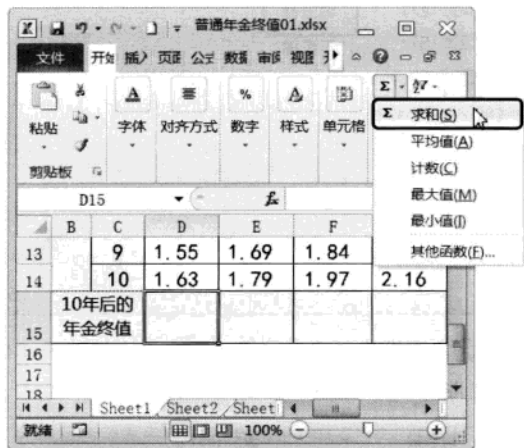 普通年金终值01.xlsx
文件 开始 插入 页面 公式 数据 审阅 视图
粘贴 字体 对齐方式 数字 样式 单元格
剪贴板
Σ 求和(S)
平均值(A)
计数(C)
最大值(M)
最小值(I)
其他函数(F)...
D15 fx
B C D E F
13 9 1.55 1.69 1.84
14 10 1.63 1.79 1.97 2.16
15 10年后的年金终值
16
17
18
Sheet1 Sheet2 Sheet
就绪 100%